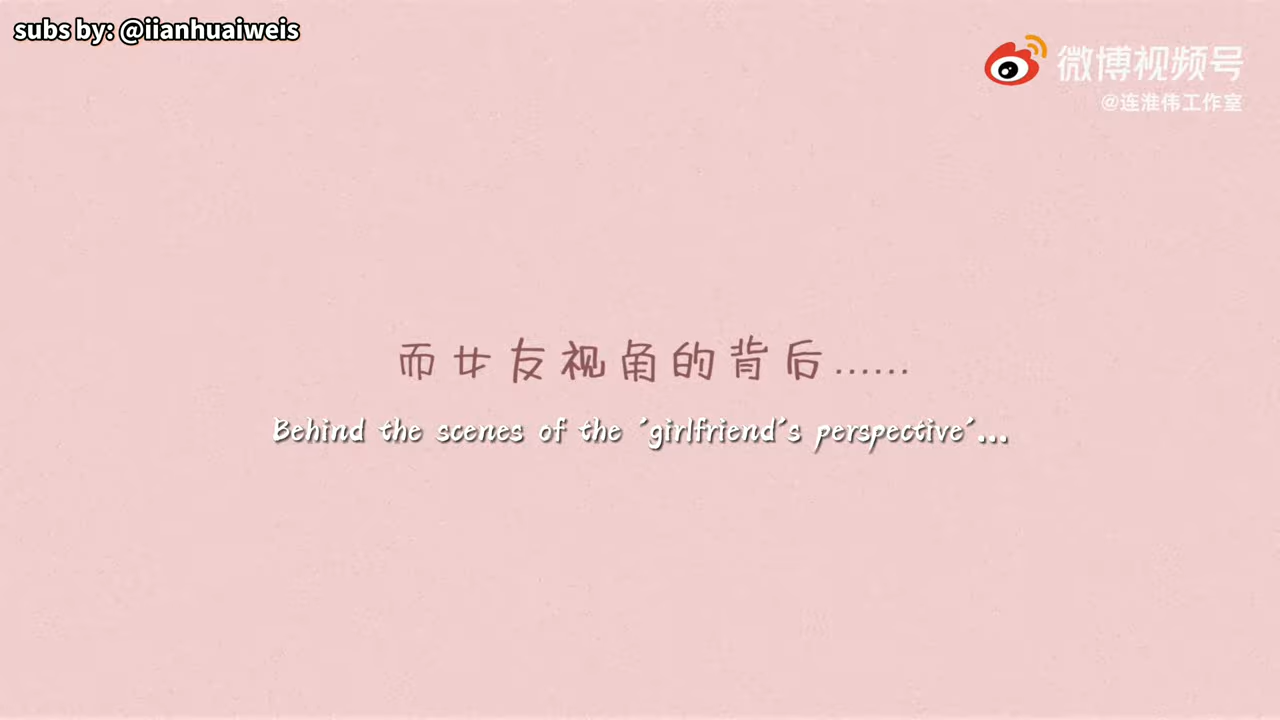 subs by: @iianhuaiweis
微博视频号
@连淮伟工作室
而女友视角的背后......
Behind the scenes of the 'girlfriend's perspective'...